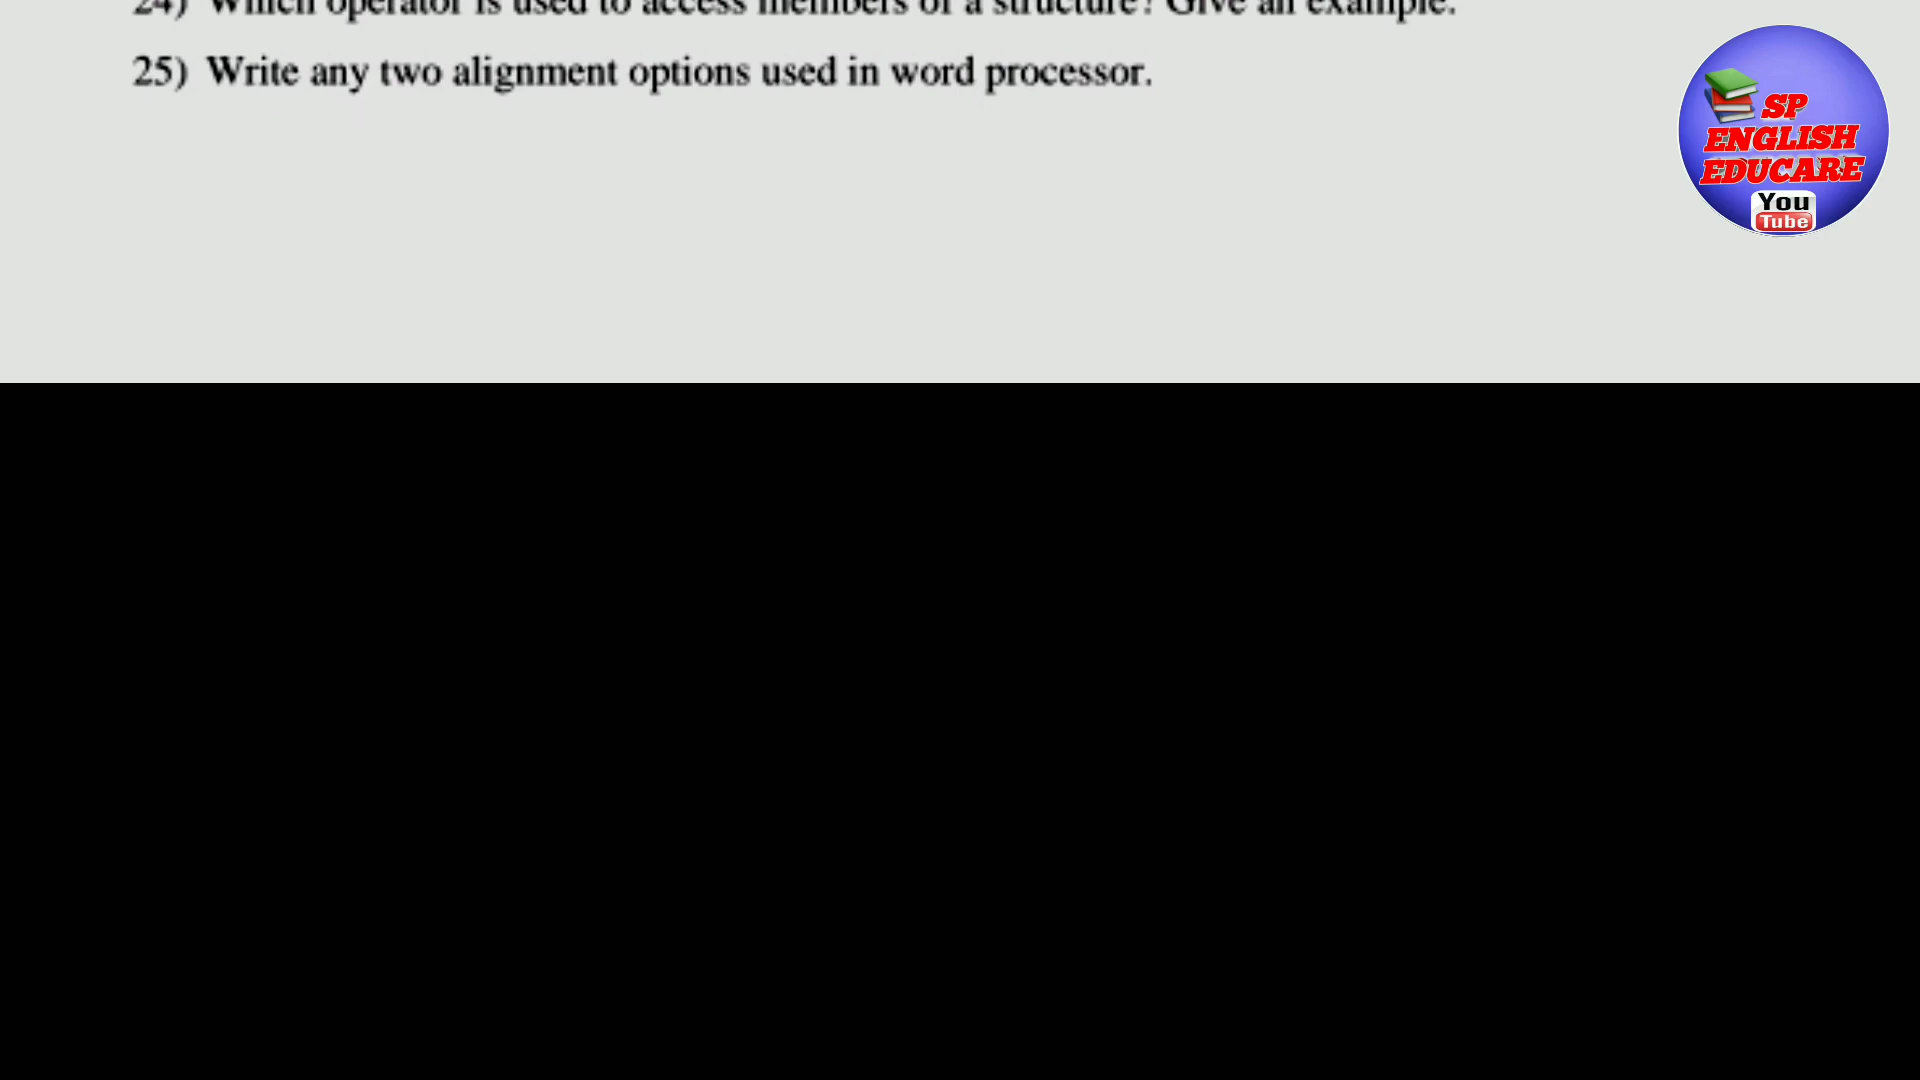 24) Which operator is used to access members of a structure? Give an example.
25) Write any two alignment options used in word processor.
SP
ENGLISH
EDUCARE
You
Tube